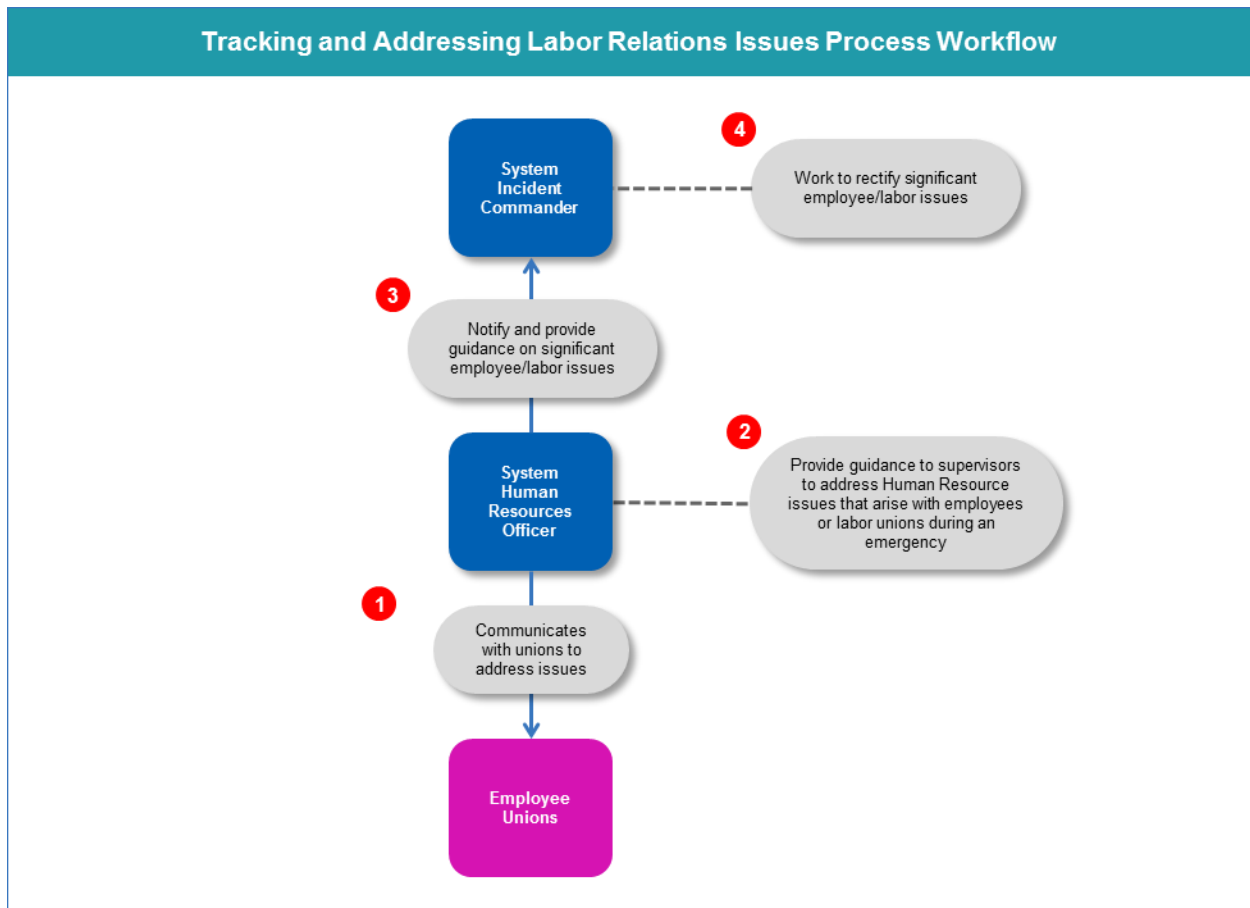 Tracking and Addressing Labor Relations Issues Process Workflow
4
System
Incident
Commander
Work to rectify significant
employee/labor issues
3
Notify and provide
guidance on significant
employee/labor issues
2
System
Human
Resources
Officer
Provide guidance to supervisors
to address Human Resource
issues that arise with employees
or labor unions during an
emergency
1
Communicates
with unions to
address issues
Employee
Unions